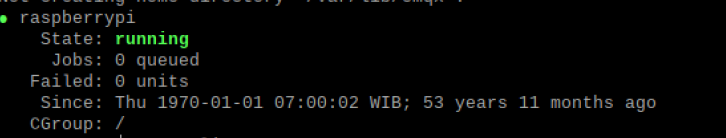 ● raspberrypi
State: running
Jobs: 0 queued
Failed: 0 units
Since: Thu 1970-01-01 07:00:02 WIB; 53 years 11 months ago
CGroup: /